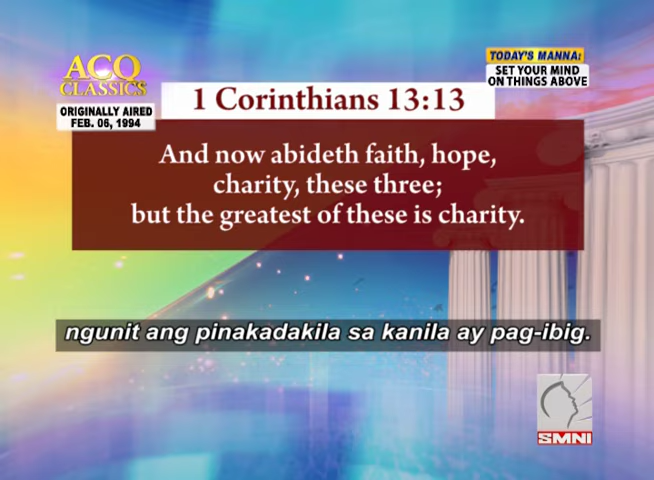 ACQ
CLASSICS
ORIGINALLY AIRED
FEB. 06, 1994
TODAY'S MANNA:
SET YOUR MIND
ON THINGS ABOVE
1 Corinthians 13:13
And now abideth faith, hope,
charity, these three;
but the greatest of these is charity.
ngunit ang pinakadakila sa kanila ay pag-ibig.
SMNI